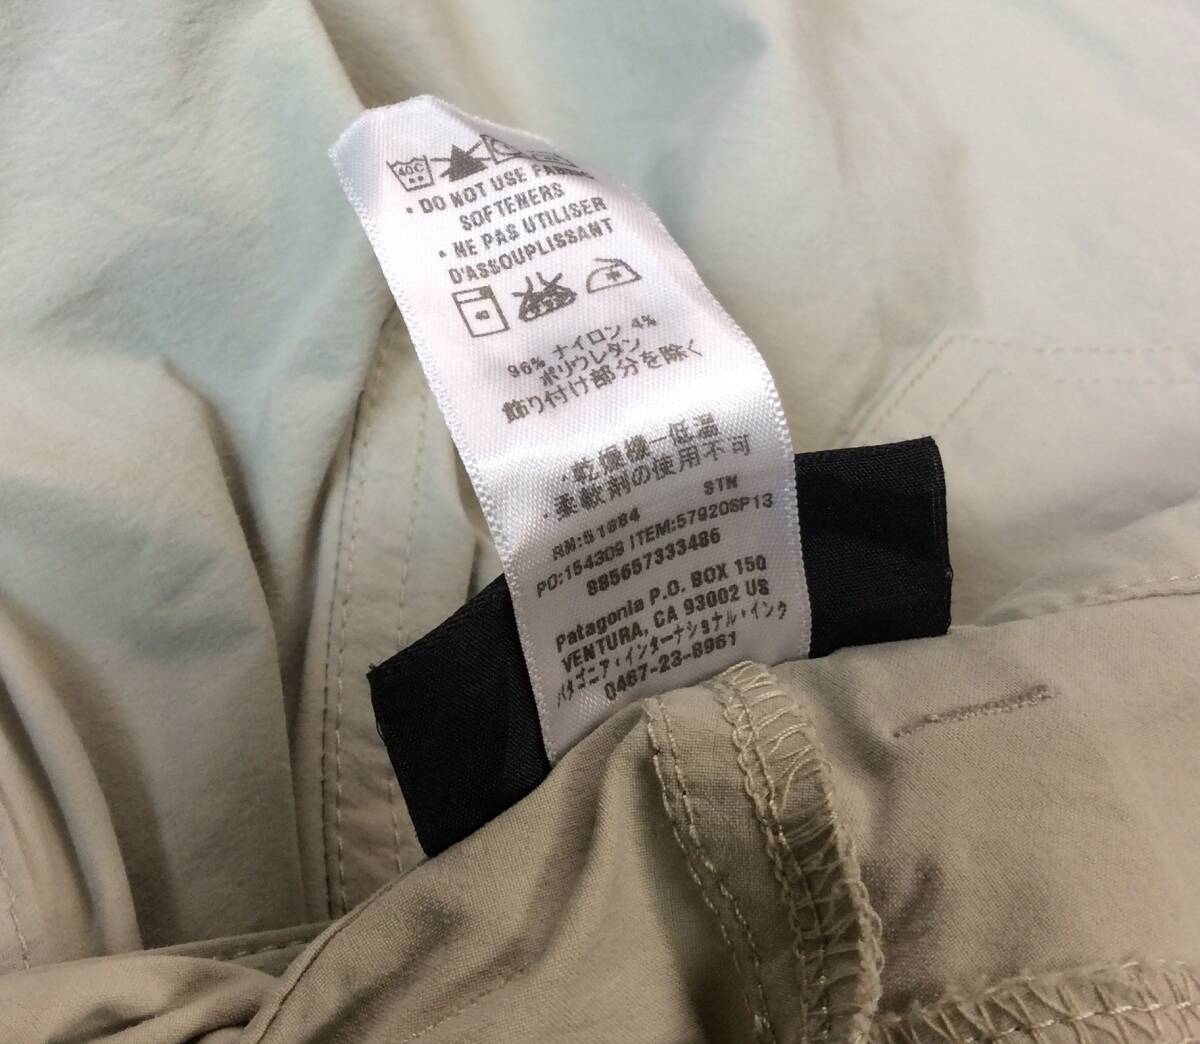 40C
• DO NOT USE FABRIC
SOFTENERS
• NE PAS UTILISER
D'ASSOUPLISSANT
40
96% ナイロン 4%
ポリウレタン
飾り付け部分を除く
・乾燥機ー低温
・柔軟剤の使用不可
STN
RN:51884
PO:154309 ITEM:57920SP13
885657333486
Patagonia P.O. BOX 150
VENTURA, CA 93002 US
パタゴニア・インターナショナル・インク
0467-23-8961